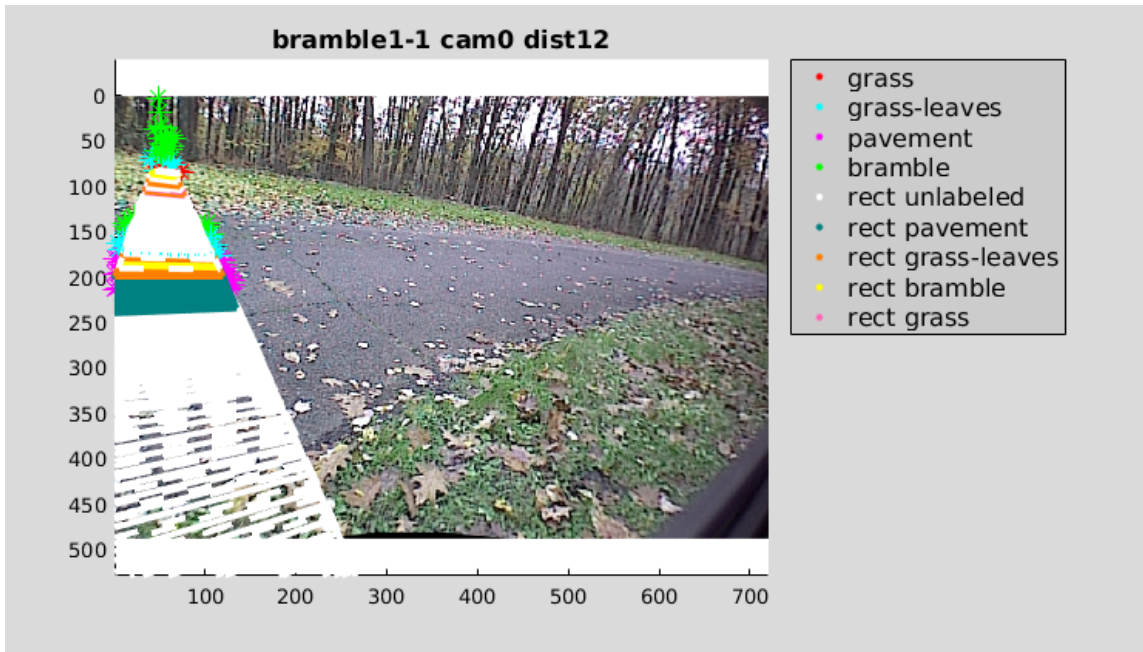 bramble1-1 cam0 dist12
0
50
100
150
200
250
300
350
400
450
500
100 200 300 400 500 600 700
grass
grass-leaves
pavement
bramble
rect unlabeled
rect pavement
rect grass-leaves
rect bramble
rect grass